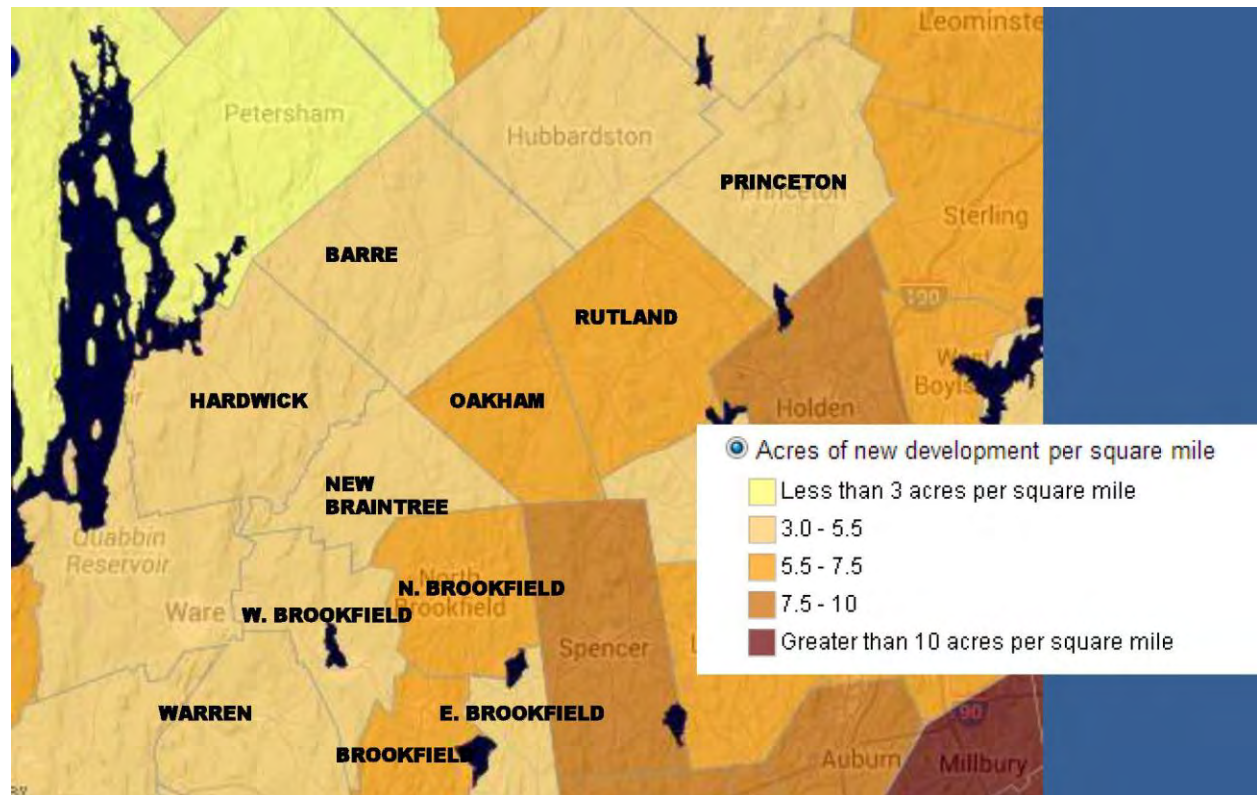 Leominste
Petersham
Hubbardston
PRINCETON
Princeton
Sterling
BARRE
190
RUTLAND
HARDWICK
OAKHAM
Holden
West
Boyls
NEW
BRAINTREE
Acres of new development per square mile
Less than 3 acres per square mile
3.0 - 5.5
5.5 - 7.5
7.5 - 10
Greater than 10 acres per square mile
Quabbin
Reservoir
North
N. BROOKFIELD
Brookfield
Ware
W. BROOKFIELD
Spencer
WARREN
E. BROOKFIELD
BROOKFIELD
Auburn
90
Millbury